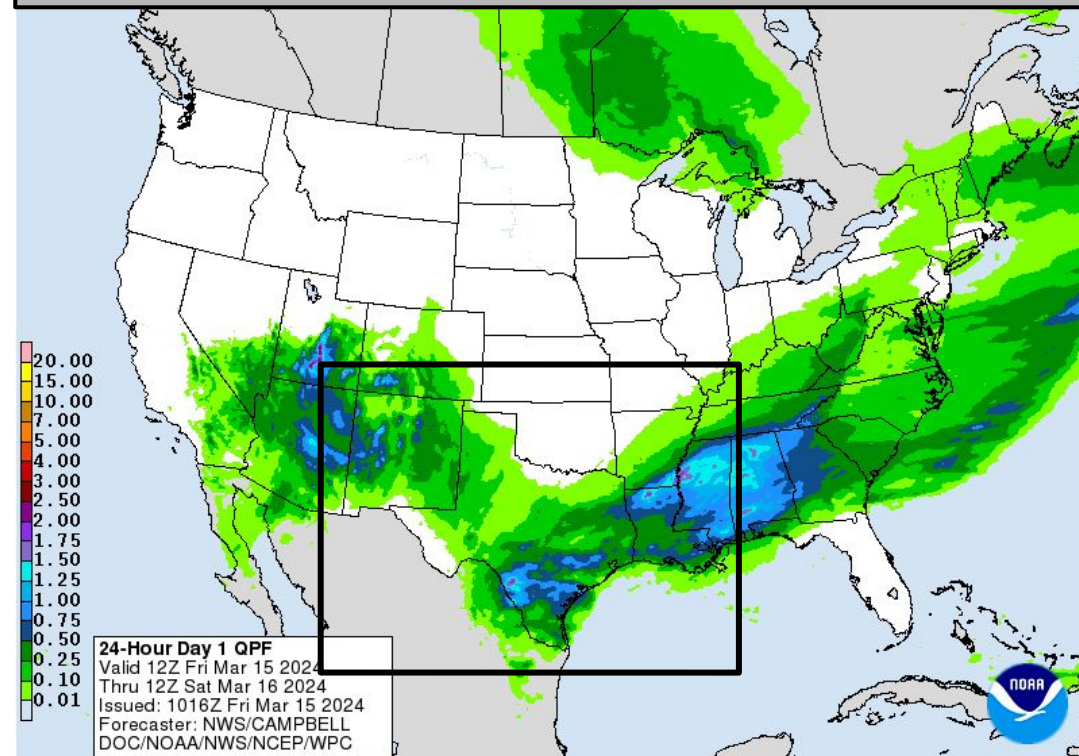 20.00
15.00
10.00
7.00
5.00
4.00
3.00
2.50
2.00
1.75
1.50
1.25
1.00
0.75
0.50
0.25
0.10
0.01
24-Hour Day 1 QPF
Valid 12Z Fri Mar 15 2024
Thru 12Z Sat Mar 16 2024
Issued: 1016Z Fri Mar 15 2024
Forecaster: NWS/CAMPBELL
DOC/NOAA/NWS/NCEP/WPC
NOAA